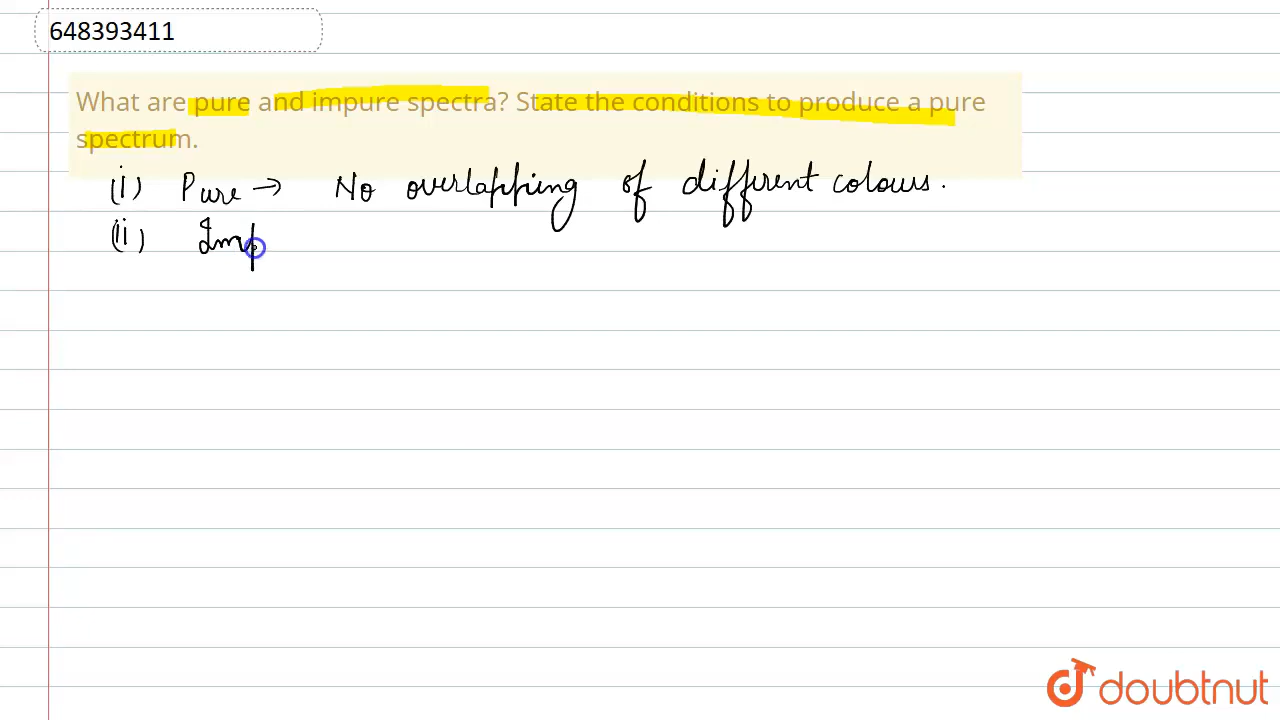 648393411
What are pure and impure spectra? State the conditions to produce a pure
spectrum.
(i) Pure → No overlapping of different colours.
(ii) Imp
doubtnut